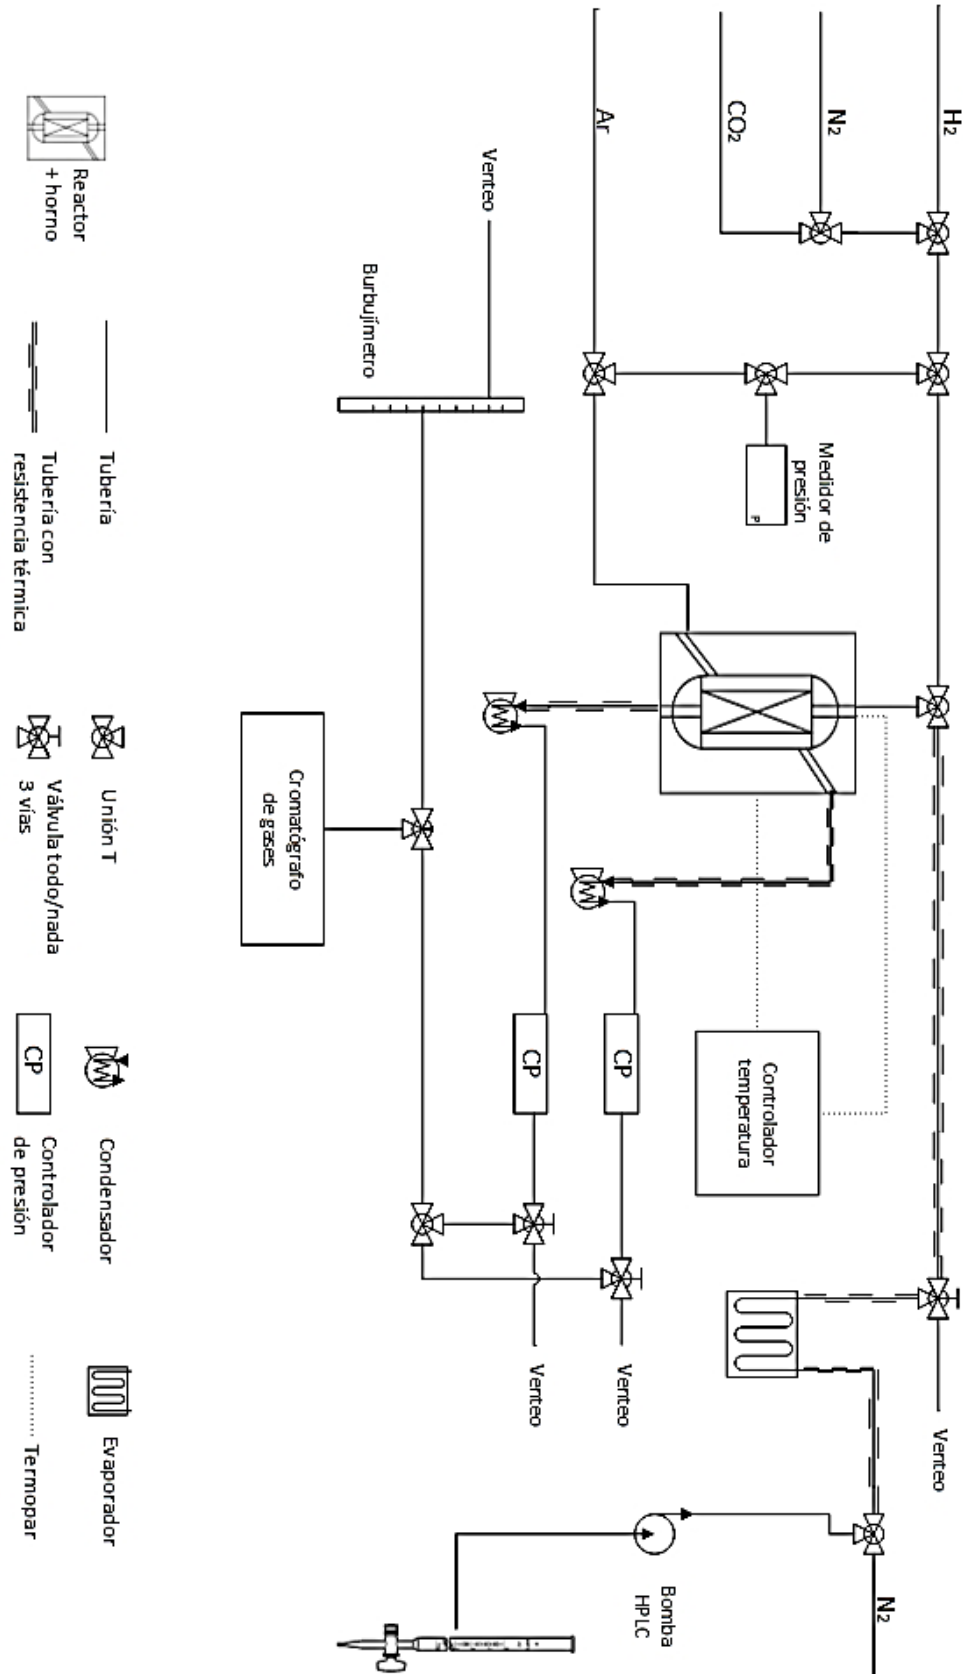 H₂
N₂
CO₂
Ar
Venteo
Burbujímetro
Medidor de
presión
P
Cromatógrafo
de gases
Controlador
temperatura
CP
CP
Venteo
Venteo
Venteo
N₂
Bomba
HPLC
Reactor
+ horno
Tubería
Tubería con
resistencia térmica
Unión T
Válvula todo/nada
3 vías
Condensador
CP
Controlador
de presión
Evaporador
Termopar